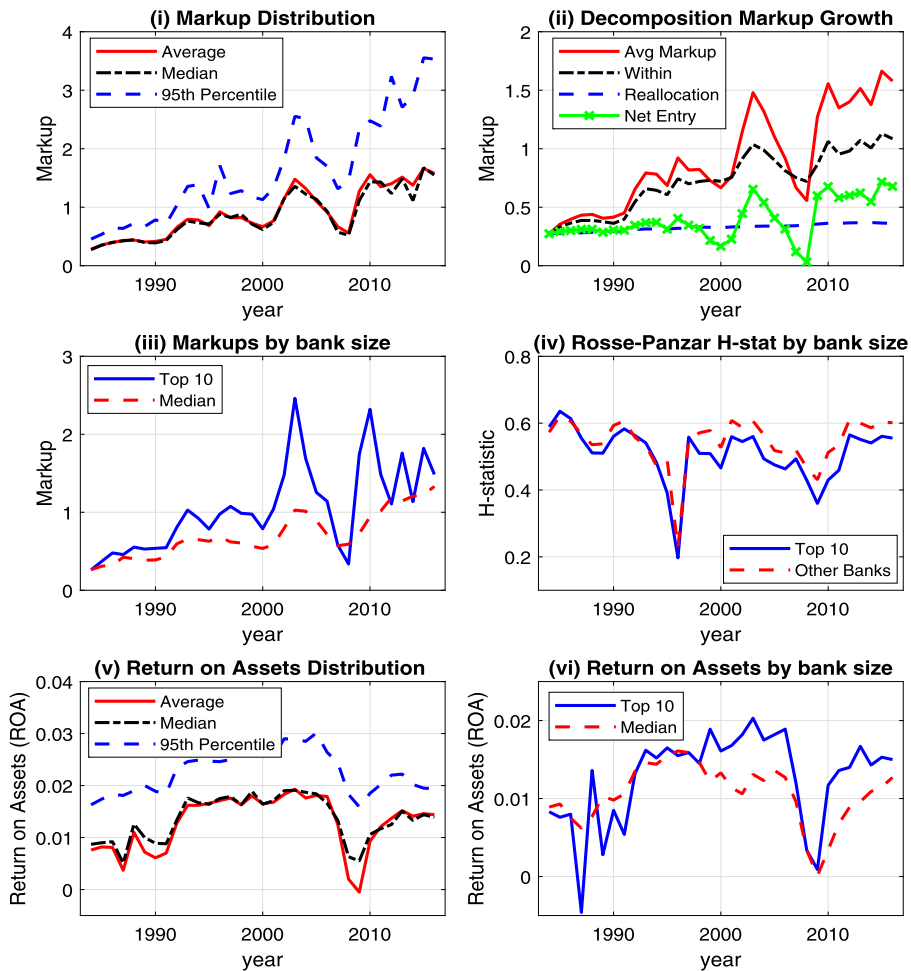 (i) Markup Distribution
4
3
2
1
0
Markup
Average
Median
95th Percentile
1990
2000
2010
year
(ii) Decomposition Markup Growth
2
1.5
1
0.5
0
Markup
Avg Markup
Within
Reallocation
Net Entry
1990
2000
2010
year
(iii) Markups by bank size
3
2
1
0
Markup
Top 10
Median
1990
2000
2010
year
(iv) Rosse-Panzar H-stat by bank size
0.8
0.6
0.4
0.2
H-statistic
Top 10
Other Banks
1990
2000
2010
year
(v) Return on Assets Distribution
0.04
0.03
0.02
0.01
0
Return on Assets (ROA)
Average
Median
95th Percentile
1990
2000
2010
year
(vi) Return on Assets by bank size
0.02
0.01
0
Return on Assets (ROA)
Top 10
Median
1990
2000
2010
year